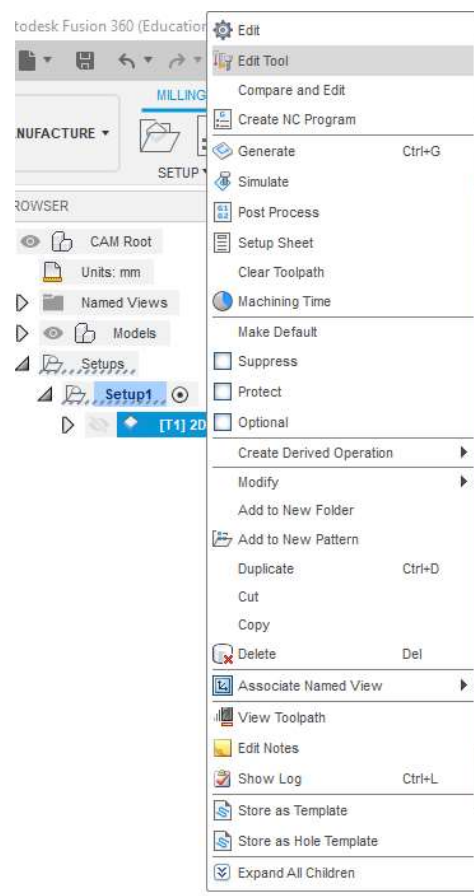 todesk Fusion 360 (Education
MILLING
NUFACTURE
SETUP
ROWSER
CAM Root
Units: mm
Named Views
Models
Setups
Setup1
[T1] 2D
Edit
Edit Tool
Compare and Edit
Create NC Program
Generate Ctrl+G
Simulate
Post Process
Setup Sheet
Clear Toolpath
Machining Time
Make Default
Suppress
Protect
Optional
Create Derived Operation
Modify
Add to New Folder
Add to New Pattern
Duplicate Ctrl+D
Cut
Copy
Delete Del
Associate Named View
View Toolpath
Edit Notes
Show Log Ctrl+L
Store as Template
Store as Hole Template
Expand All Children